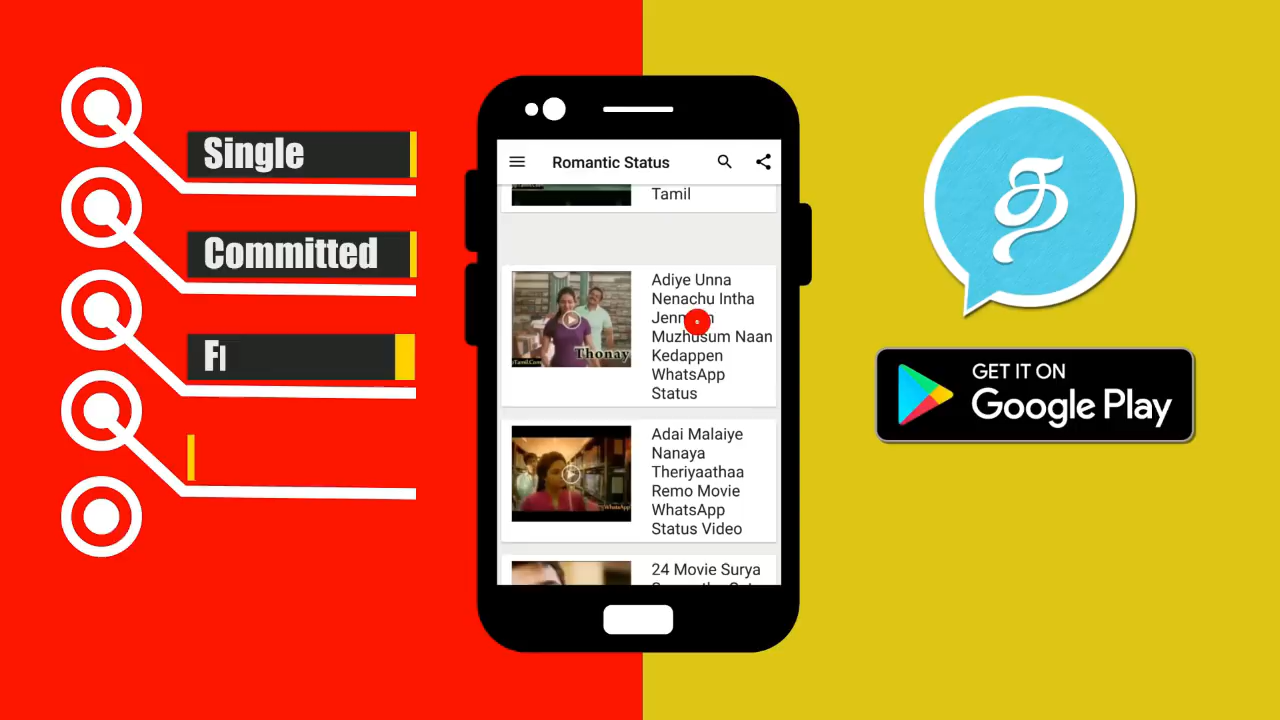 Single
Committed
Romantic Status
Tamil
Adiye Unna
Nenachu Intha
Muzhusum Naan
Kedappen
WhatsApp
Status
Thonay
Adai Malaiye
Nanaya
Theriyaathaa
Remo Movie
WhatsApp
Status Video
WhatsApp
24 Movie Surya
த
GET IT ON
Google Play